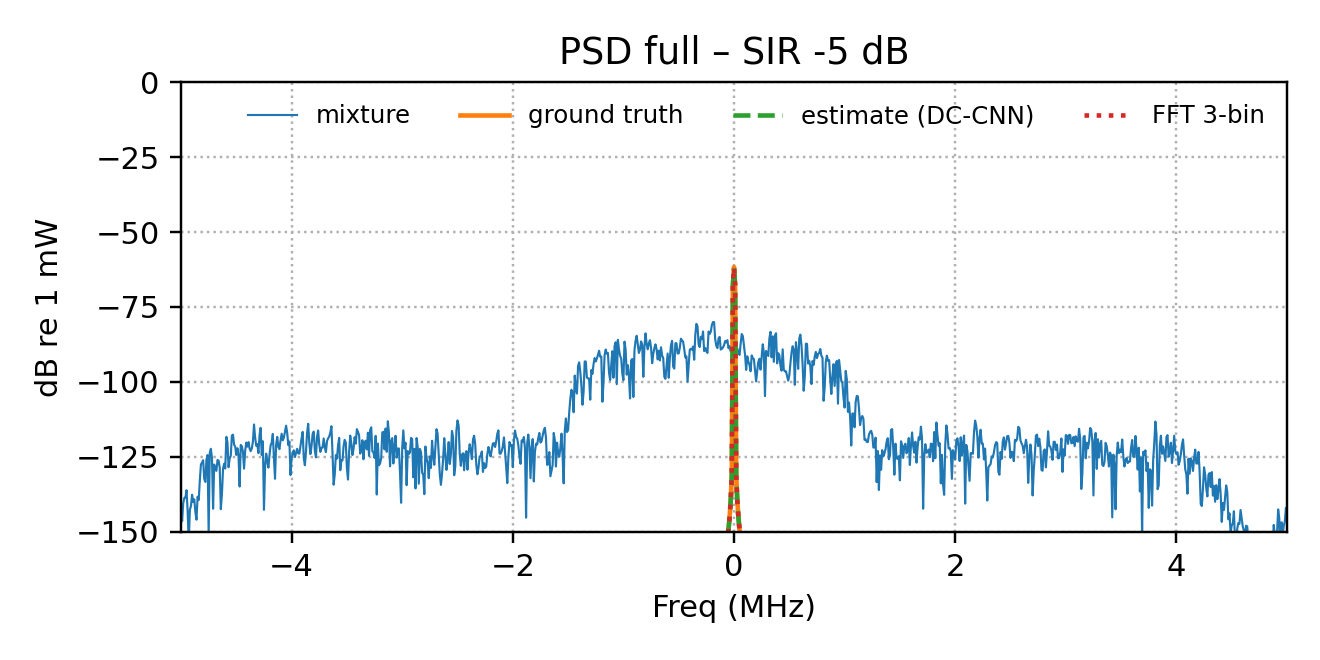 PSD full – SIR -5 dB
mixture ground truth estimate (DC-CNN) FFT 3-bin
0
−25
−50
−75
−100
−125
−150
dB re 1 mW
−4 −2 0 2 4
Freq (MHz)